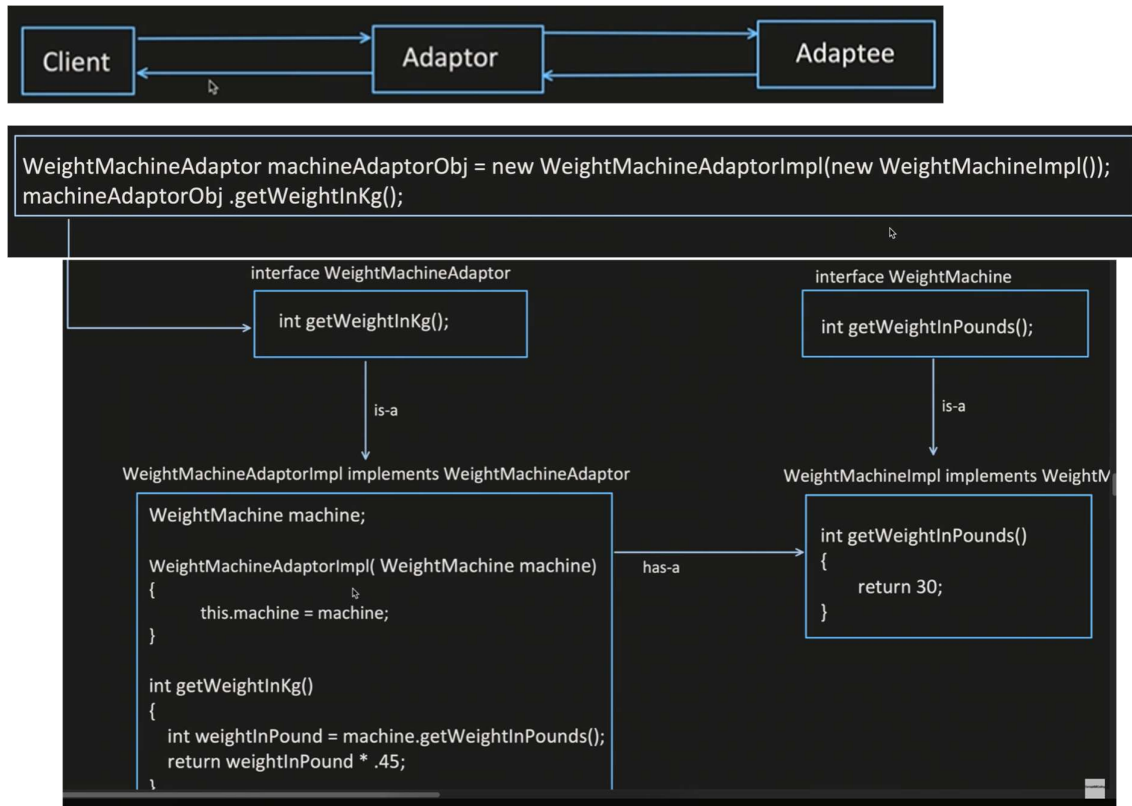 Client
Adaptor
Adaptee
WeightMachineAdaptor machineAdaptorObj = new WeightMachineAdaptorImpl(new WeightMachineImpl());
machineAdaptorObj .getWeightInKg();
interface WeightMachineAdaptor
int getWeightInKg();
is-a
WeightMachineAdaptorImpl implements WeightMachineAdaptor
WeightMachine machine;
WeightMachineAdaptorImpl( WeightMachine machine)
{
this.machine = machine;
}
int getWeightInKg()
{
int weightInPound = machine.getWeightInPounds();
return weightInPound * .45;
}
has-a
interface WeightMachine
int getWeightInPounds();
is-a
WeightMachineImpl implements WeightM
int getWeightInPounds()
{
return 30;
}